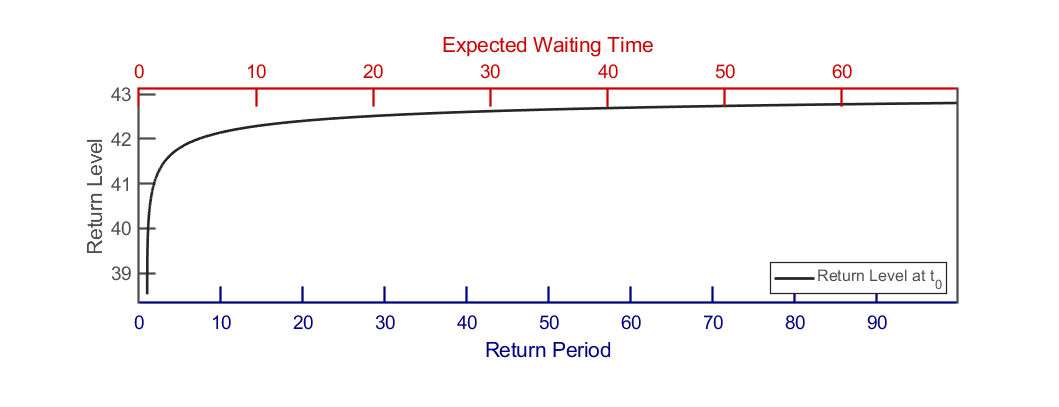 Expected Waiting Time
0 10 20 30 40 50 60
43
42
41
40
39
Return Level
Return Level at t0
0 10 20 30 40 50 60 70 80 90
Return Period